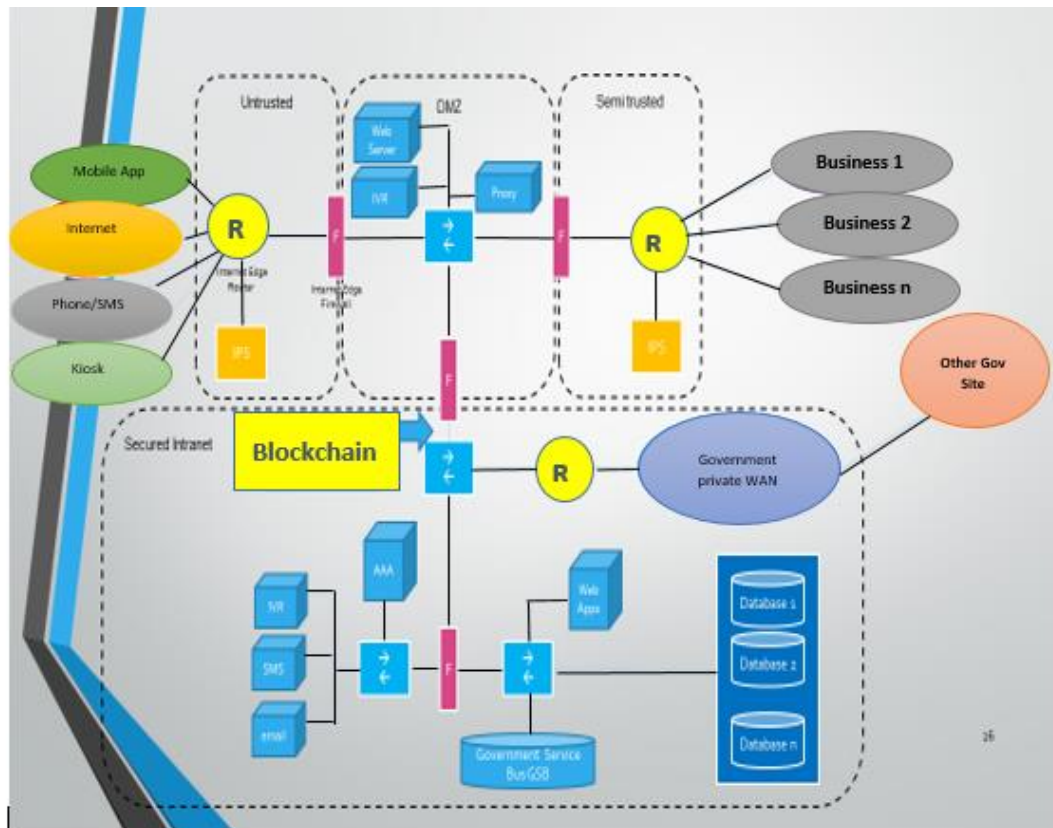 Untrusted
DMZ
Semi trusted
Web
Server
IVR
Proxy
Mobile App
Internet
Phone/SMS
Kiosk
R
Internet Edge
Router
IPS
F
Internet Edge
Firewall
F
R
IPS
Business 1
Business 2
Business n
Other Gov
Site
F
Secured Intranet
Blockchain
R
Government
private WAN
AAA
Web
Apps
IVR
SMS
email
F
Government Service
Bus GSB
Database 1
Database 2
Database n
16